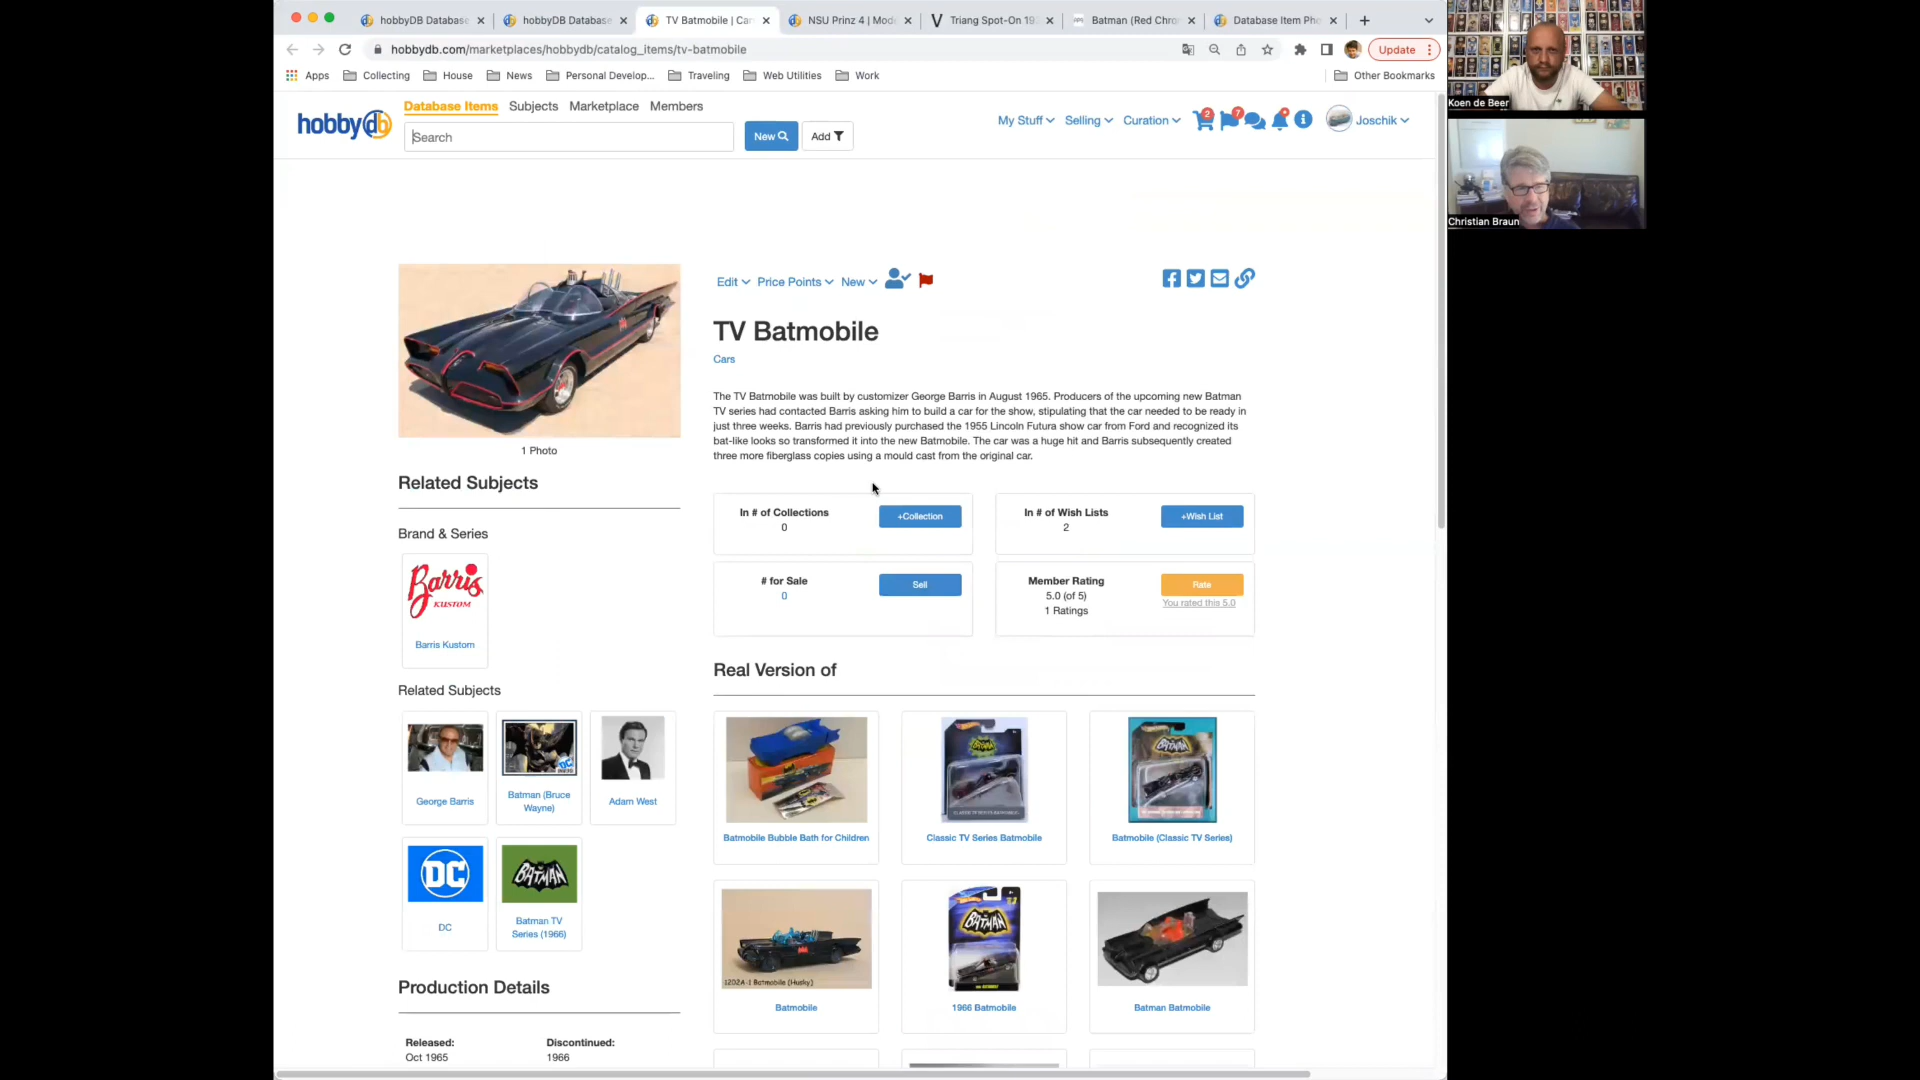 hobbyDB Database
hobbyDB Database
TV Batmobile | Car
NSU Prinz 4 | Mode
Triang Spot-On 19
Batman (Red Chro
Database Item Pho
hobbydb.com/marketplaces/hobbydb/catalog_items/tv-batmobile
Update
Apps
Collecting
House
News
Personal Develop...
Traveling
Web Utilities
Work
Other Bookmarks
hobbydb
Database Items
Subjects
Marketplace
Members
Search
New
Add
My Stuff
Selling
Curation
2
7
Joschik
Koen de Beer
Christian Braun
1 Photo
Edit
Price Points
New
TV Batmobile
Cars
The TV Batmobile was built by customizer George Barris in August 1965. Producers of the upcoming new Batman
TV series had contacted Barris asking him to build a car for the show, stipulating that the car needed to be ready in
just three weeks. Barris had previously purchased the 1955 Lincoln Futura show car from Ford and recognized its
bat-like looks so transformed it into the new Batmobile. The car was a huge hit and Barris subsequently created
three more fiberglass copies using a mould cast from the original car.
In # of Collections
0
+Collection
In # of Wish Lists
2
+Wish List
# for Sale
0
Sell
Member Rating
5.0 (of 5)
1 Ratings
Rate
You rated this 5.0
Related Subjects
Brand & Series
Barris
KUSTOM
Barris Kustom
Related Subjects
George Barris
Batman (Bruce
Wayne)
Adam West
DC
DC
BATMAN
Batman TV
Series (1966)
Production Details
Released:
Oct 1965
Discontinued:
1966
Real Version of
Batmobile Bubble Bath for Children
Classic TV Series Batmobile
BATMAN
Batmobile (Classic TV Series)
1202A-1 Batmobile (Husky)
Batmobile
BATMAN
1966 Batmobile
Batman Batmobile